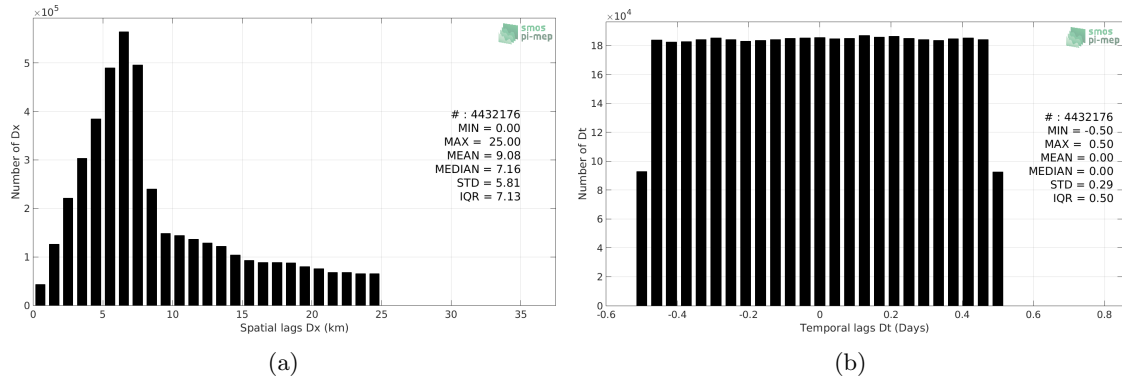 ×10^5
smos
pi-mep
5
4
3
2
1
0
# : 4432176
MIN = 0.00
MAX = 25.00
MEAN = 9.08
MEDIAN = 7.16
STD = 5.81
IQR = 7.13
Number of Dx
0 5 10 15 20 25 30 35
Spatial lags Dx (km)
(a)
×10^4
smos
pi-mep
18
16
14
12
10
8
6
4
2
0
# : 4432176
MIN = -0.50
MAX = 0.50
MEAN = 0.00
MEDIAN = 0.00
STD = 0.29
IQR = 0.50
Number of Dt
-0.6 -0.4 -0.2 0 0.2 0.4 0.6 0.8
Temporal lags Dt (Days)
(b)